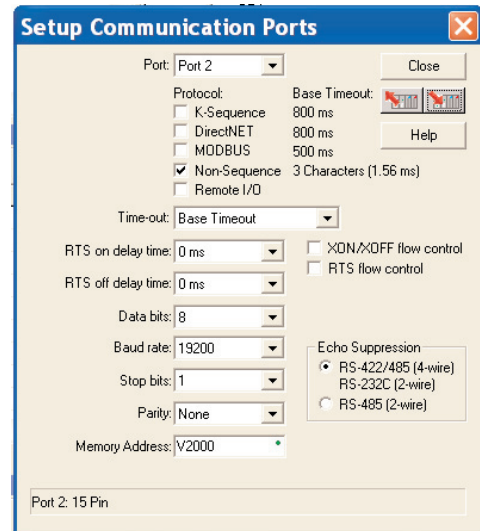 Setup Communication Ports
Port: Port 2
Close
Protocol:
Base Timeout:
K-Sequence 800 ms
DirectNET 800 ms
Help
MODBUS 500 ms
Non-Sequence 3 Characters (1.56 ms)
Remote I/O
Time-out: Base Timeout
RTS on delay time: 0 ms
XON/XOFF flow control
RTS flow control
RTS off delay time: 0 ms
Data bits: 8
Baud rate: 19200
Echo Suppression
RS-422/485 (4-wire)
RS-232C (2-wire)
Stop bits: 1
RS-485 (2-wire)
Parity: None
Memory Address: V2000
Port 2: 15 Pin